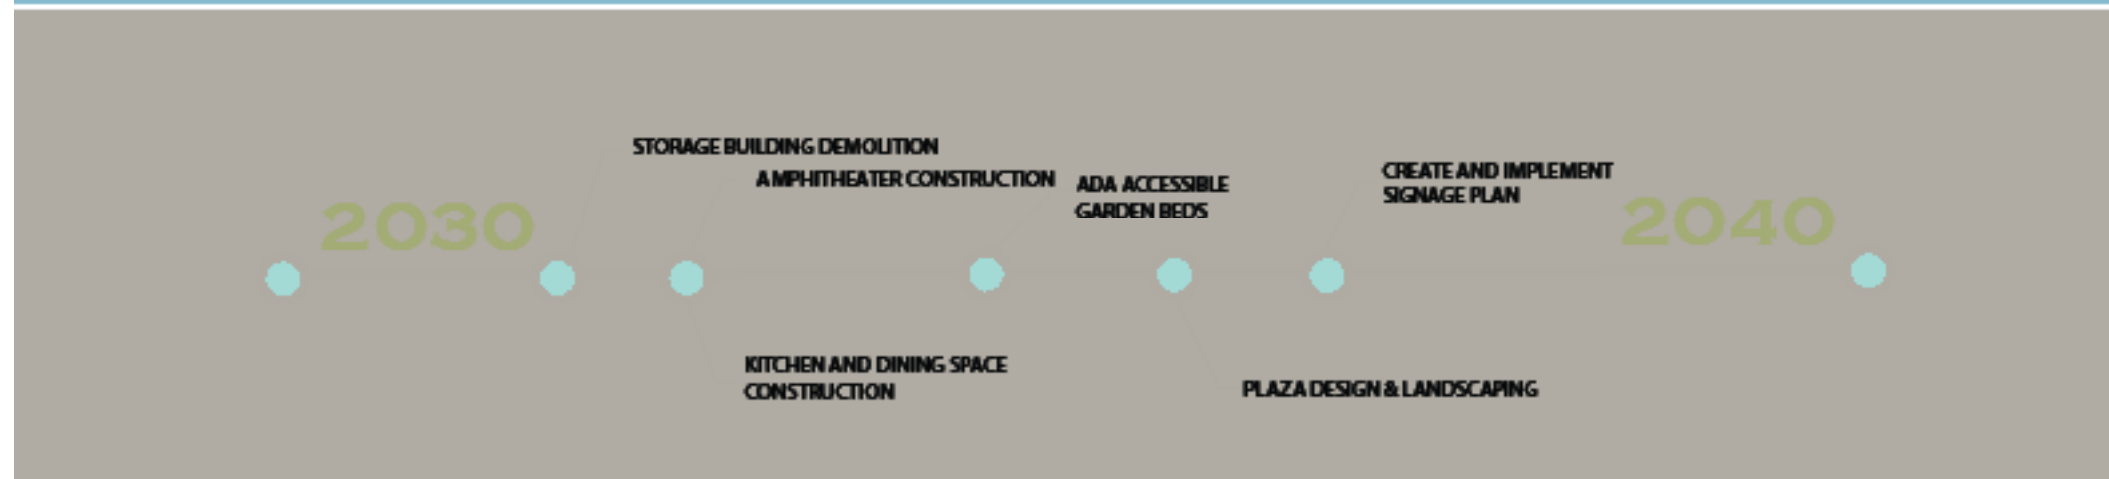 2030
STORAGE BUILDING DEMOLITION
AMPHITHEATER CONSTRUCTION
KITCHEN AND DINING SPACE
CONSTRUCTION
ADA ACCESSIBLE
GARDEN BEDS
PLAZA DESIGN & LANDSCAPING
CREATE AND IMPLEMENT
SIGNAGE PLAN
2040